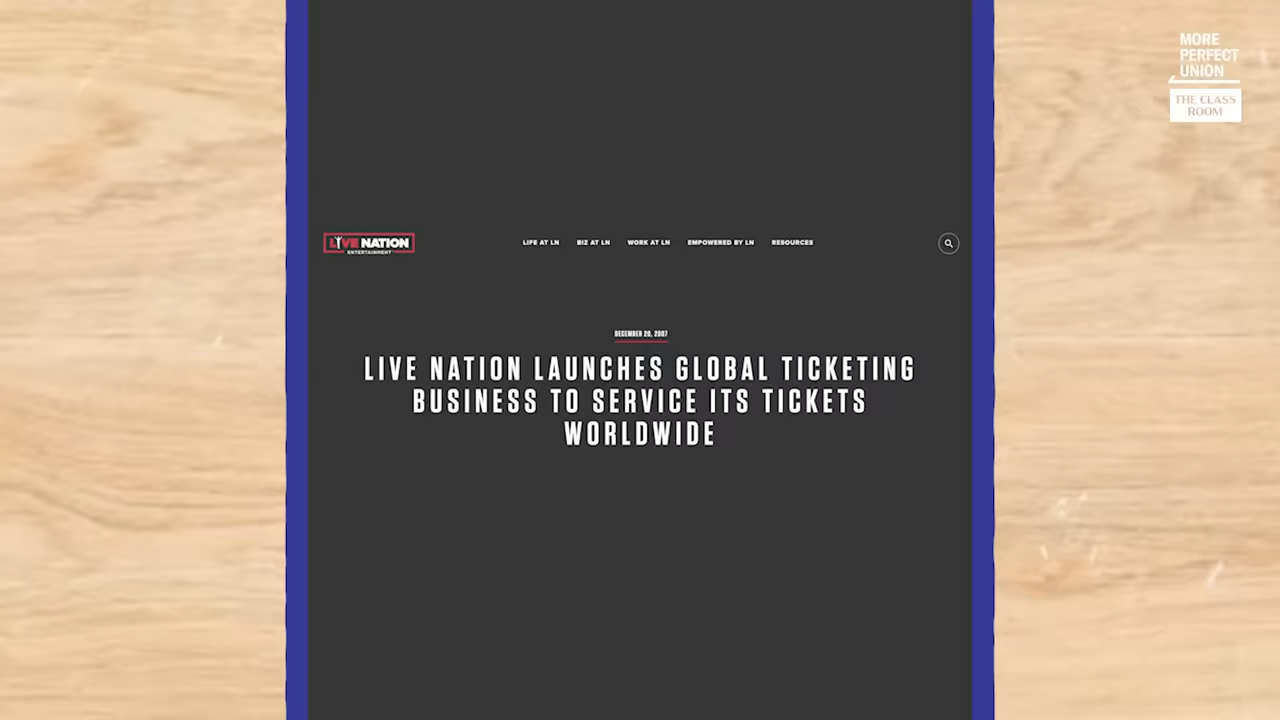 MORE
PERFECT
UNION
THE CLASS
ROOM
LIVE NATION
ENTERTAINMENT
LIFE AT LN
BIZ AT LN
WORK AT LN
EMPOWERED BY LN
RESOURCES
DECEMBER 20, 2007
LIVE NATION LAUNCHES GLOBAL TICKETING
BUSINESS TO SERVICE ITS TICKETS
WORLDWIDE